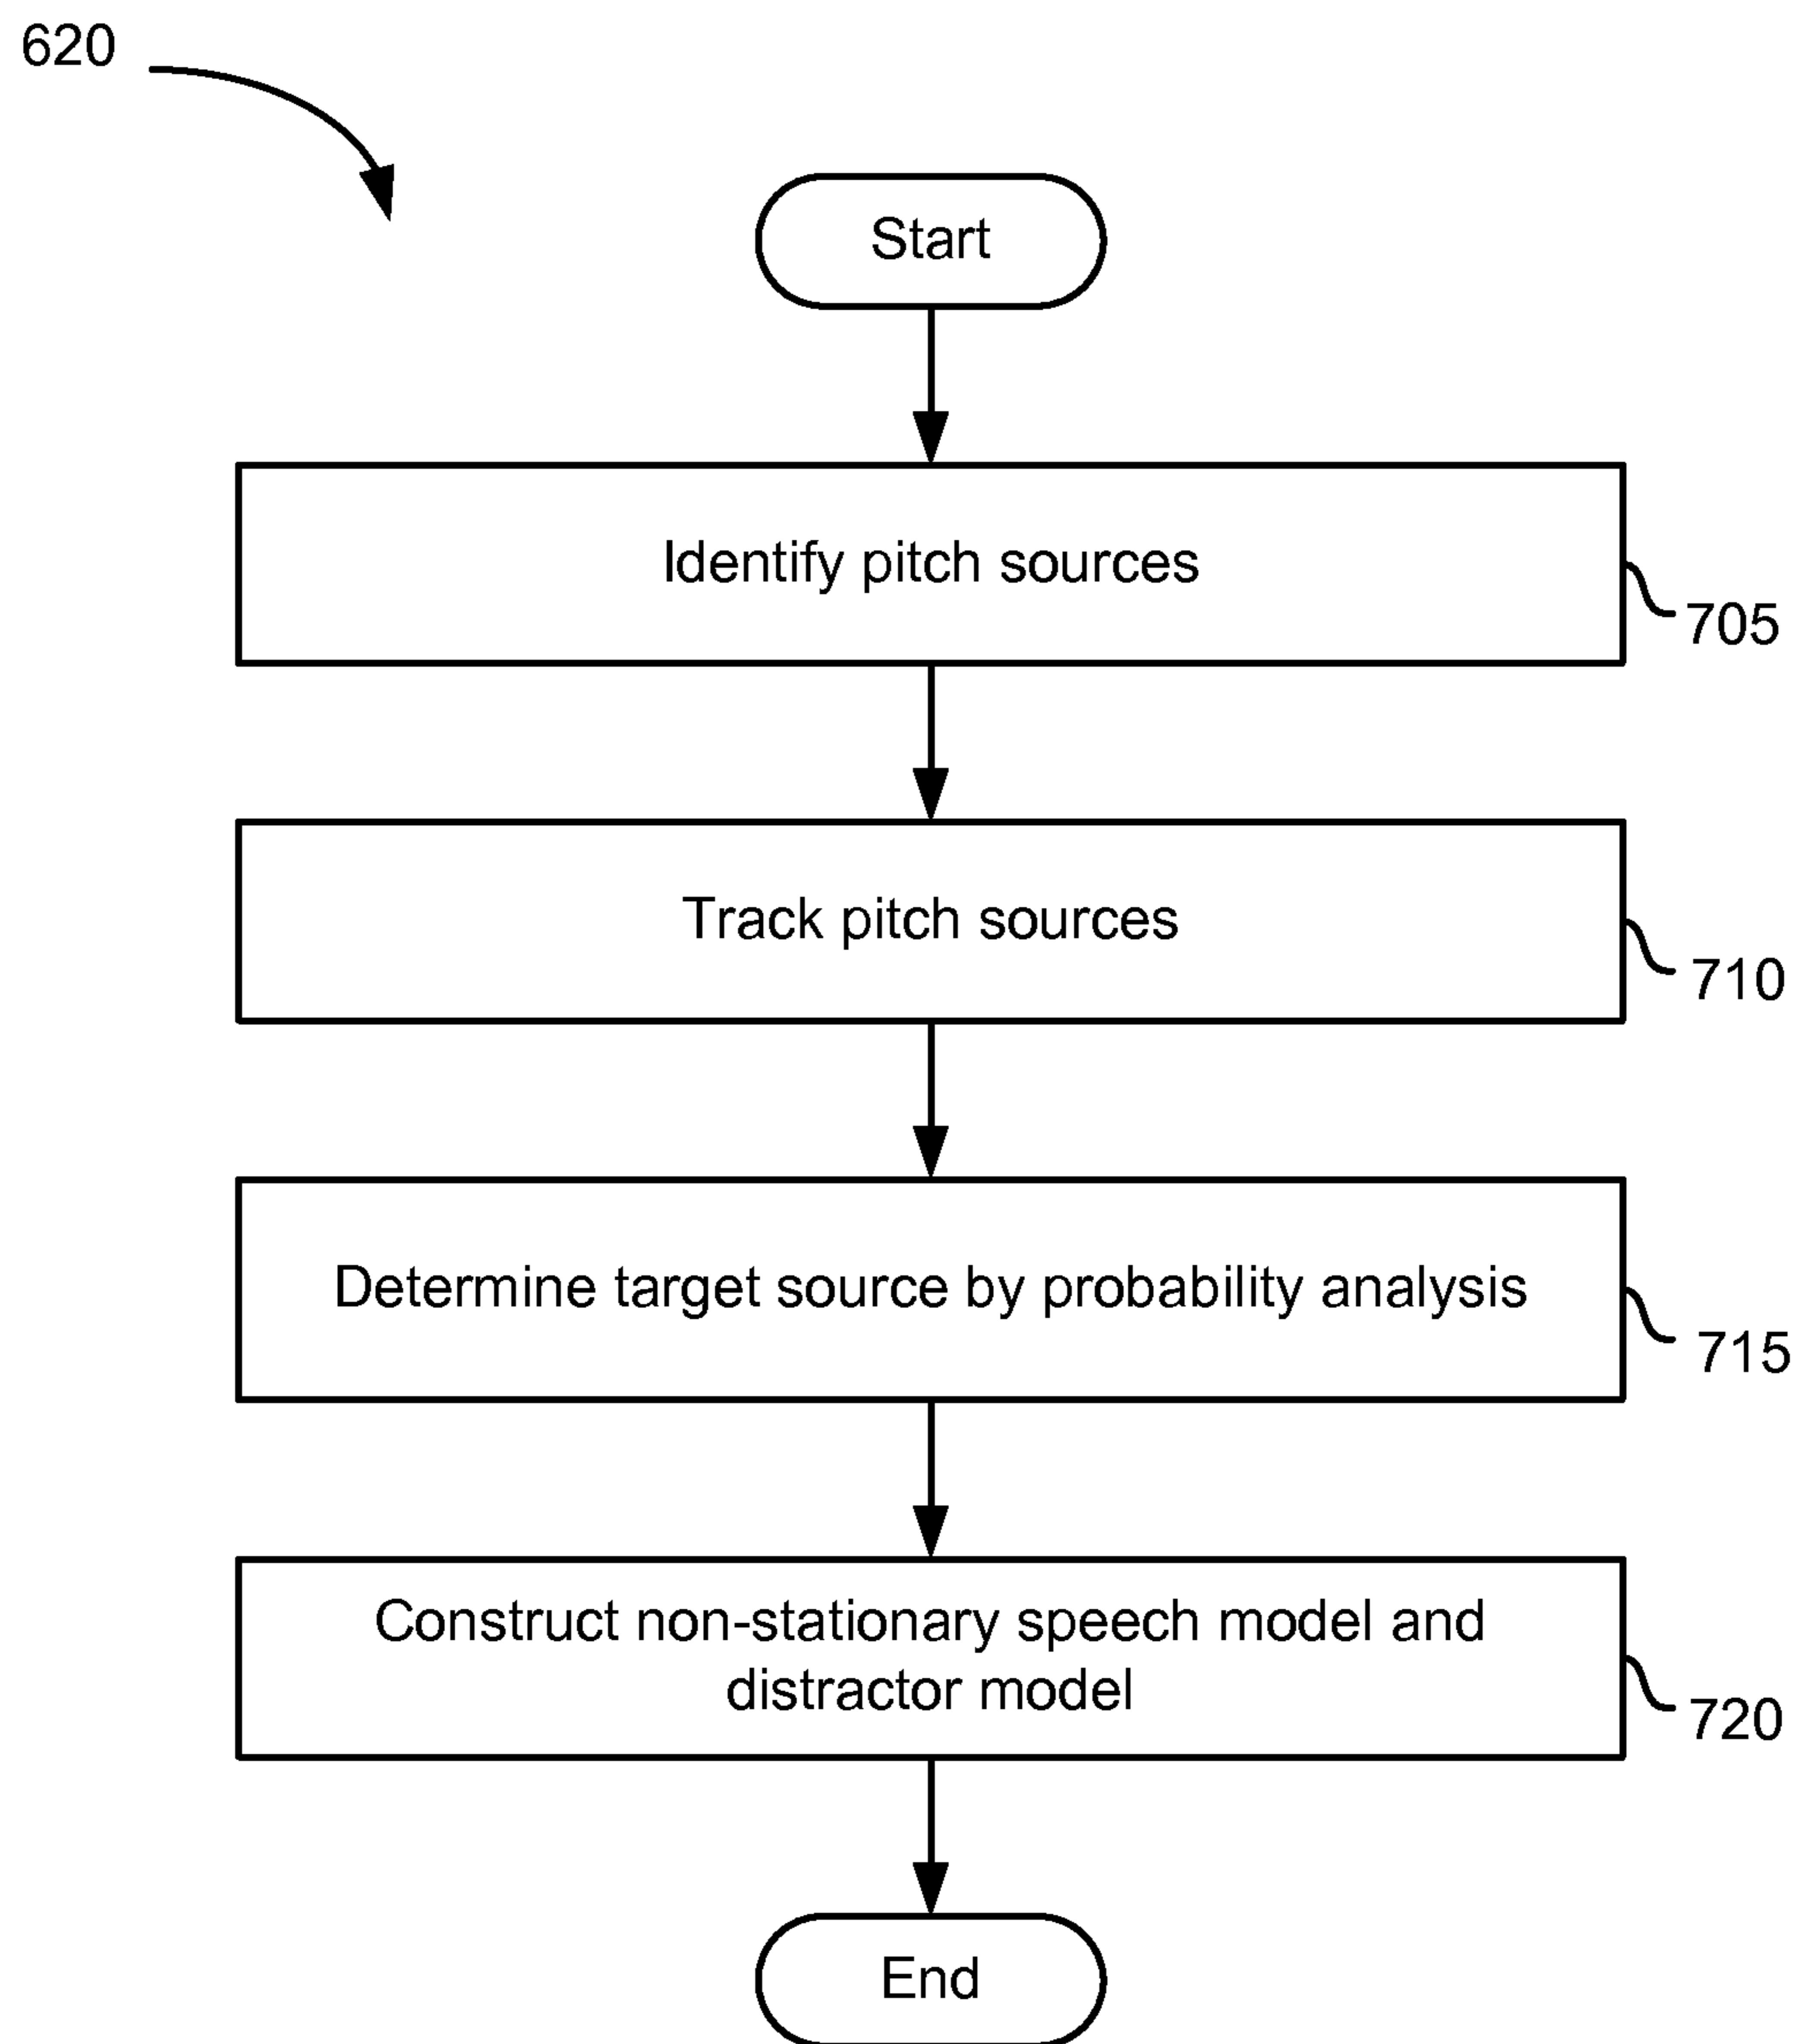 620
Start
Identify pitch sources
705
Track pitch sources
710
Determine target source by probability analysis
715
Construct non-stationary speech model and
distractor model
720
End